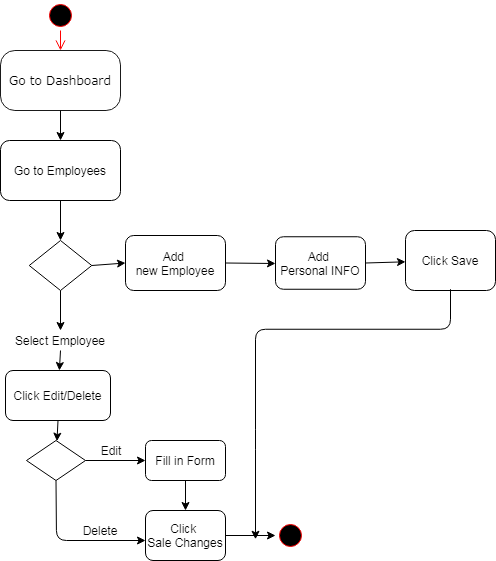 Go to Dashboard
Go to Employees
Add
new Employee
Add
Personal INFO
Click Save
Select Employee
Click Edit/Delete
Edit
Fill in Form
Delete
Click
Sale Changes